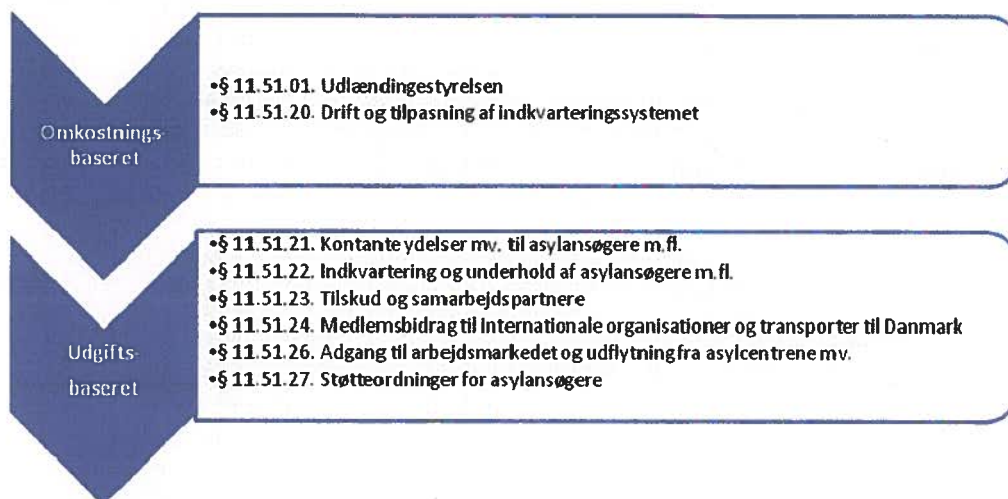 Omkostnings-
baseret
•§ 11.51.01. Udlændingestyrelsen
•§ 11.51.20. Drift og tilpasning af indkvarteringssystemet
Udgifts-
baseret
•§ 11.51.21. Kontante ydelser mv. til asylansøgere m.fl.
•§ 11.51.22. Indkvartering og underhold af asylansøgere m.fl.
•§ 11.51.23. Tilskud og samarbejdspartnere
•§ 11.51.24. Medlemsbidrag til Internationale organisationer og transporter til Danmark
•§ 11.51.26. Adgang til arbejdsmarkedet og udflytning fra asylcentrene mv.
•§ 11.51.27. Støtteordninger for asylansøgere